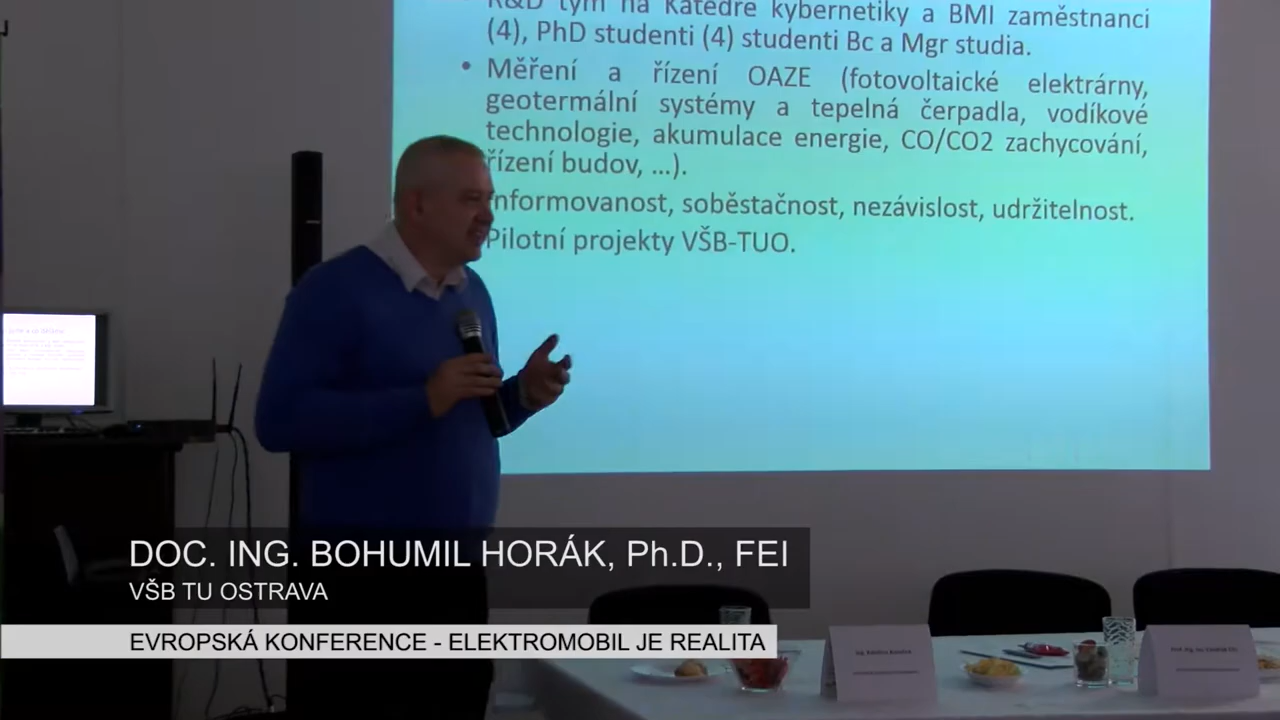 R&D tým na Katedře kybernetiky a BMI zaměstnanci
(4), PhD studenti (4) studenti Bc a Mgr studia.
• Měření a řízení OAZE (fotovoltaické elektrárny,
geotermální systémy a tepelná čerpadla, vodíkové
technologie, akumulace energie, CO/CO2 zachycování,
řízení budov, ...).
nformovanost, soběstačnost, nezávislost, udržitelnost.
Pilotní projekty VŠB-TUO.
DOC. ING. BOHUMIL HORÁK, Ph.D., FEI
VŠB TU OSTRAVA
EVROPSKÁ KONFERENCE - ELEKTROMOBIL JE REALITA